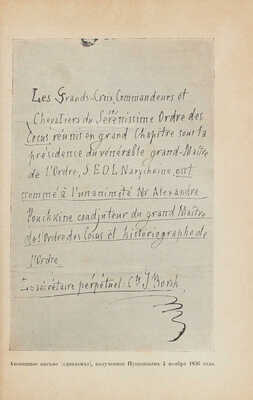 Les Grands-Croix, Commandeurs et
Chevaliers du Sérénissime Ordre des
Cocus, réunis en grand Chapitre sous la
présidence du vénérable grand-Maître
de l'Ordre, S.E.D.L. Narychkine, ont
nommé à l'unanimité Mr Alexandre
Pouchkine coadjuteur du grand Maître
de l'Ordre des Cocus et historiographe de
l'Ordre
Le sécrétaire perpétuel: Cte J. Borch
Анонимное письмо («диплом»), полученное Пушкиным 4 ноября 1836 года.